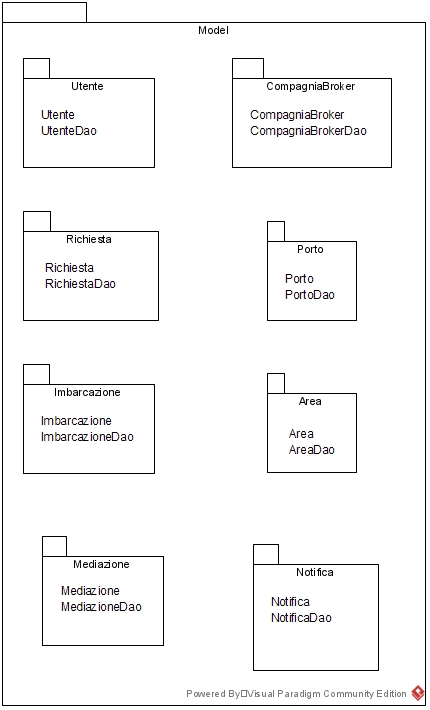 Model
Utente
Utente
UtenteDao
CompagniaBroker
CompagniaBroker
CompagniaBrokerDao
Richiesta
Richiesta
RichiestaDao
Porto
Porto
PortoDao
Imbarcazione
Imbarcazione
ImbarcazioneDao
Area
Area
AreaDao
Mediazione
Mediazione
MediazioneDao
Notifica
Notifica
NotificaDao
Powered By□Visual Paradigm Community Edition